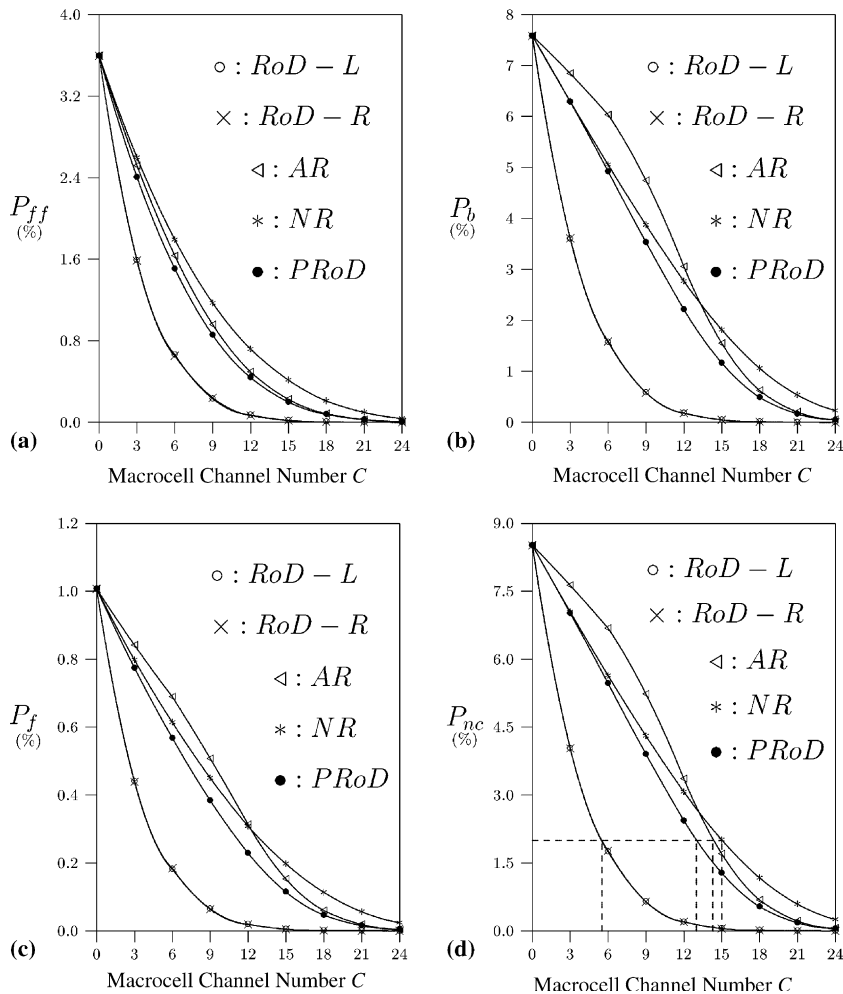 4.0
3.2
2.4
1.6
0.8
0.0
P_ff
(%)
○ : RoD − L
× : RoD − R
◁ : AR
* : NR
● : PRoD
0 3 6 9 12 15 18 21 24
(a)
Macrocell Channel Number C
8
7
6
5
4
3
2
1
0
P_b
(%)
○ : RoD − L
× : RoD − R
◁ : AR
* : NR
● : PRoD
0 3 6 9 12 15 18 21 24
(b)
Macrocell Channel Number C
1.2
1.0
0.8
0.6
0.4
0.2
0.0
P_f
(%)
○ : RoD − L
× : RoD − R
◁ : AR
* : NR
● : PRoD
0 3 6 9 12 15 18 21 24
(c)
Macrocell Channel Number C
9.0
7.5
6.0
4.5
3.0
1.5
0.0
P_nc
(%)
○ : RoD − L
× : RoD − R
◁ : AR
* : NR
● : PRoD
0 3 6 9 12 15 18 21 24
(d)
Macrocell Channel Number C